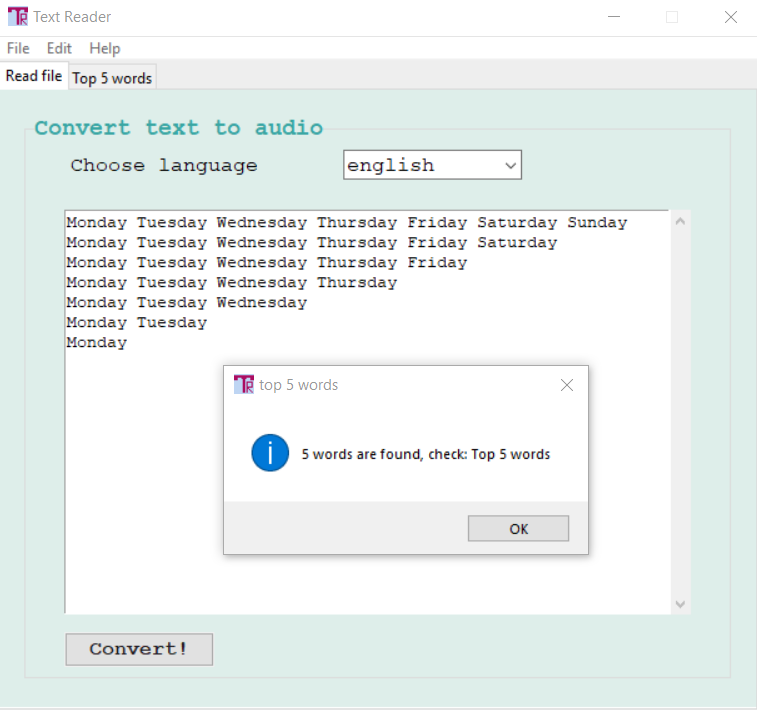 Text Reader
File Edit Help
Read file Top 5 words
Convert text to audio
Choose language english
Monday Tuesday Wednesday Thursday Friday Saturday Sunday
Monday Tuesday Wednesday Thursday Friday Saturday
Monday Tuesday Wednesday Thursday Friday
Monday Tuesday Wednesday Thursday
Monday Tuesday Wednesday
Monday Tuesday
Monday
top 5 words
5 words are found, check: Top 5 words
OK
Convert!